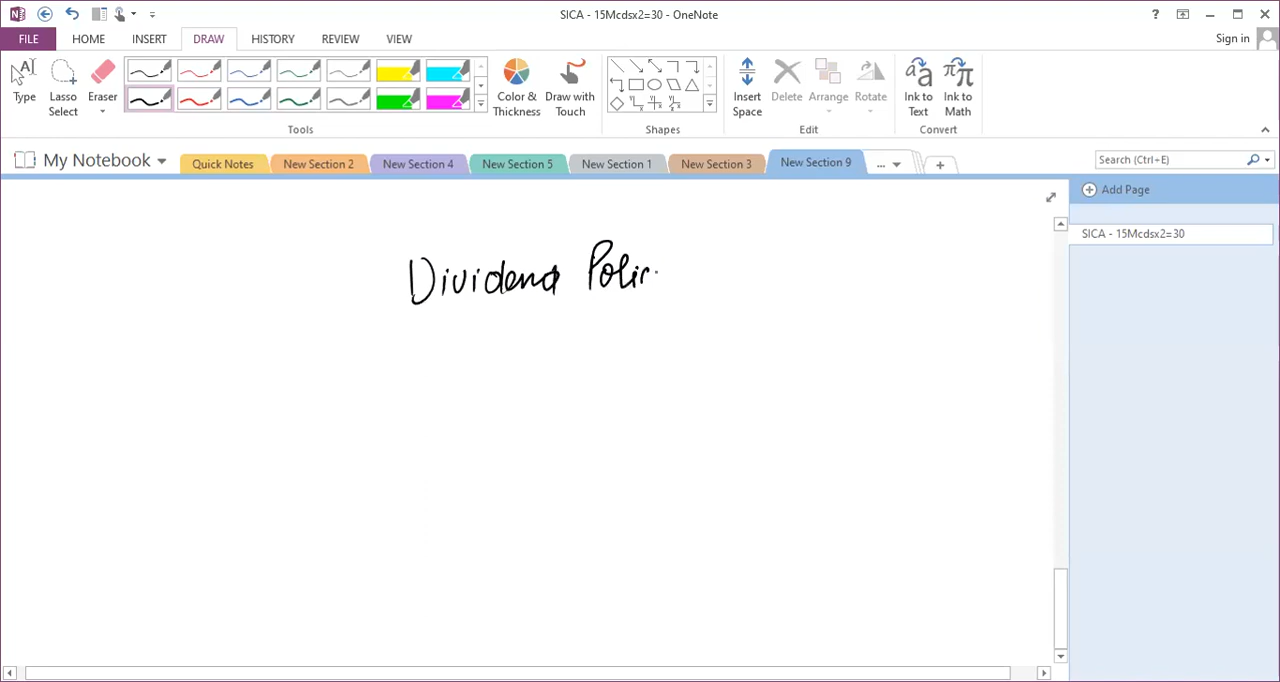 SICA - 15Mcdsx2=30 - OneNote
?
FILE HOME INSERT DRAW HISTORY REVIEW VIEW
Sign in
Type
Lasso Select
Eraser
Color & Thickness
Draw with Touch
Insert Space
Delete
Arrange
Rotate
Ink to Text
Ink to Math
Tools
Shapes
Edit
Convert
My Notebook
Quick Notes
New Section 2
New Section 4
New Section 5
New Section 1
New Section 3
New Section 9
...
Search (Ctrl+E)
Add Page
SICA - 15Mcdsx2=30
Dividend